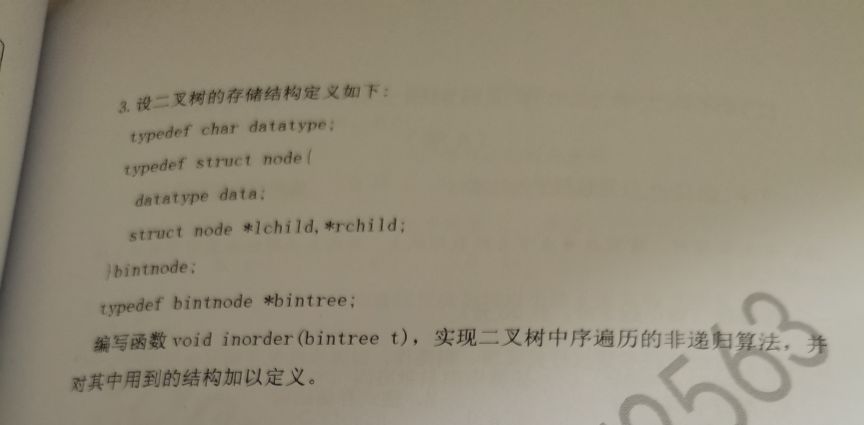 3. 设二叉树的存储结构定义如下:
typedef char datatype;
typedef struct node{
datatype data;
struct node *lchild,*rchild;
}bintnode;
typedef bintnode *bintree;
编写函数 void inorder(bintree t)，实现二叉树中序遍历的非递归算法，并
对其中用到的结构加以定义。
0563